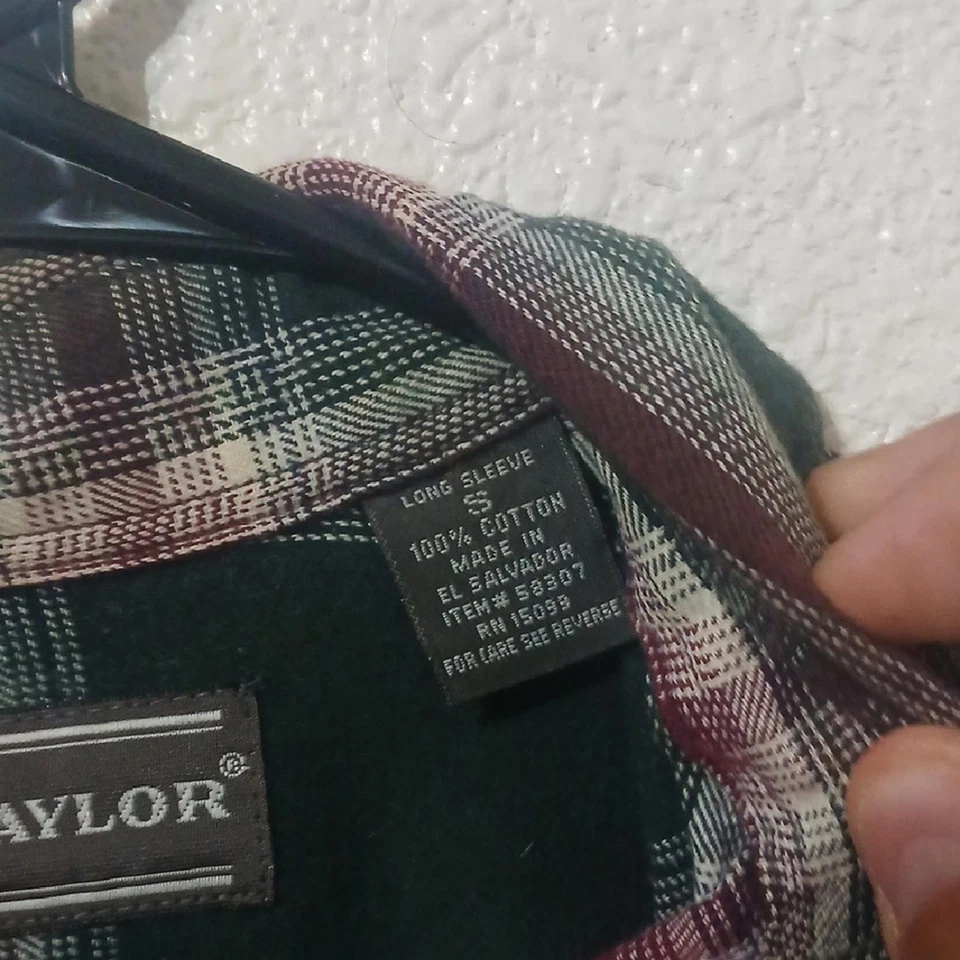 LONG SLEEVE
S
100% COTTON
MADE IN
EL SALVADOR
ITEM# 58307
RN 15099
FOR CARE SEE REVERSE
AYLOR®